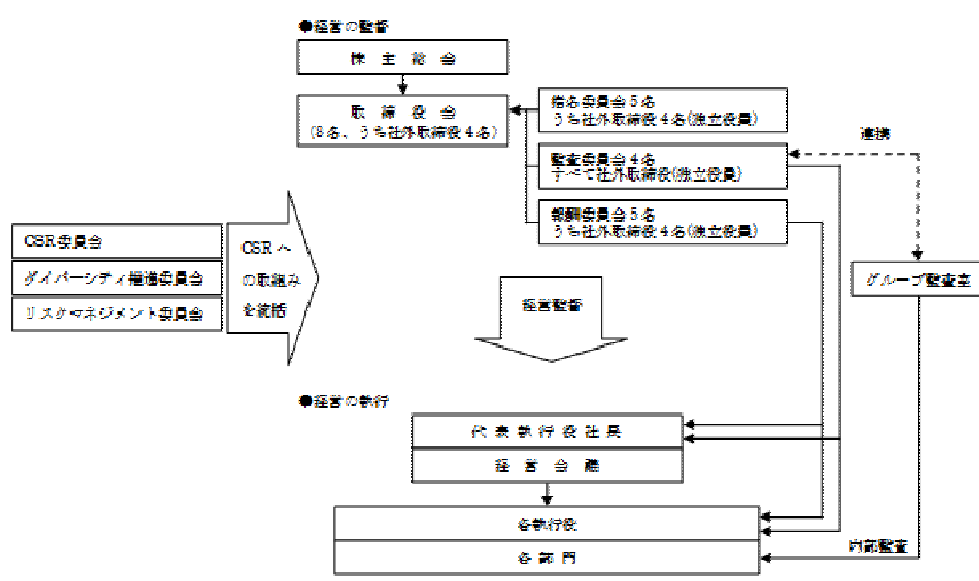 ●経営の監督
株主総会
取締役会
(8名、うち社外取締役4名)
指名委員会5名
うち社外取締役4名(独立役員)
監査委員会4名
すべて社外取締役(独立役員)
報酬委員会5名
うち社外取締役4名(独立役員)
連携
グループ監査室
CSR委員会
ダイバーシティ推進委員会
リスクマネジメント委員会
CSRへ
の取組み
を統括
経営監督
●経営の執行
代表執行役社長
経営会議
各執行役
各部門
内部監査